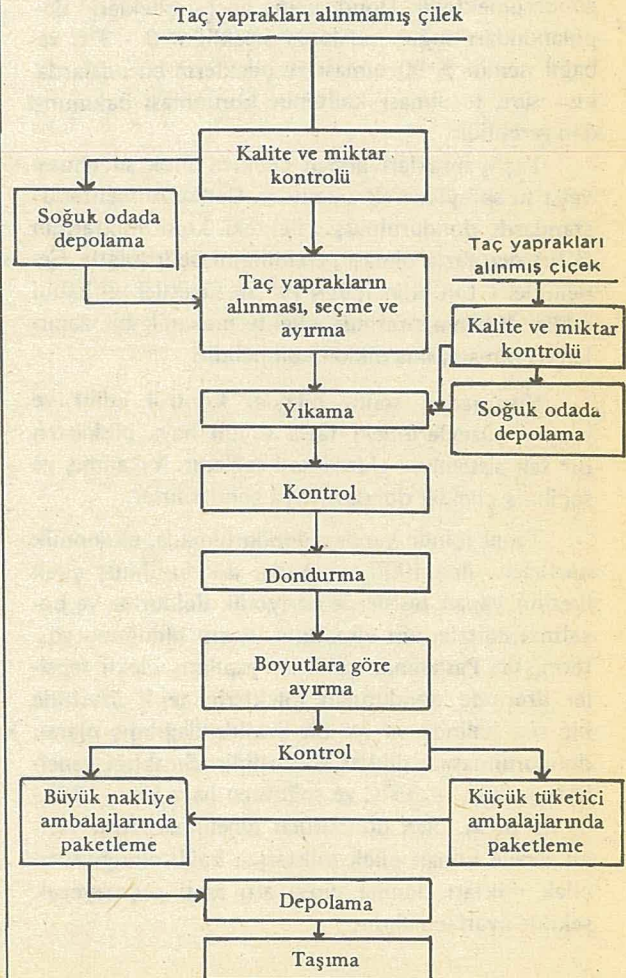 Taç yaprakları alınmamış çilek
Kalite ve miktar
kontrolü
Soğuk odada
depolama
Taç yaprakların
alınması, seçme ve
ayırma
Taç yaprakları
alınmış çiçek
Kalite ve miktar
kontrolü
Yıkama
Soğuk odada
depolama
Kontrol
Dondurma
Boyutlara göre
ayırma
Kontrol
Büyük nakliye
ambalajlarında
paketleme
Küçük tüketici
ambalajlarında
paketleme
Depolama
Taşıma